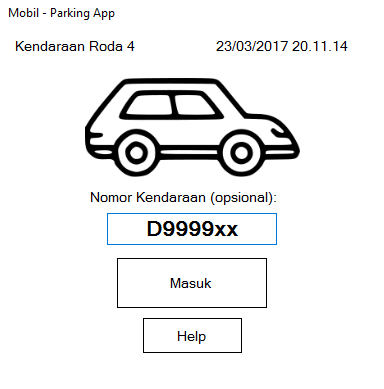 Mobil - Parking App
Kendaraan Roda 4 23/03/2017 20.11.14
Nomor Kendaraan (opsional):
D9999xx
Masuk
Help